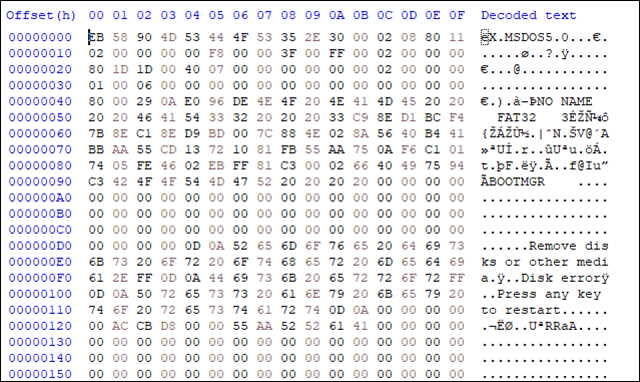 Offset(h) 00 01 02 03 04 05 06 07 08 09 0A 0B 0C 0D 0E 0F Decoded text
00000000 EB 58 90 4D 53 44 4F 53 35 2E 30 00 02 08 80 11 ëX.MSDOS5.0...€.
00000010 02 00 00 00 00 F8 00 00 3F 00 FF 00 02 00 00 00 .....ø..?.ÿ.....
00000020 80 1D 1D 00 40 07 00 00 00 00 00 00 00 00 00 00 €...@...........
00000030 01 00 06 00 00 00 00 00 00 00 00 00 00 00 00 00 ................
00000040 80 00 29 0A E0 96 DE 4E 4F 20 4E 41 4D 45 20 20 €.).à–ÞNO NAME
00000050 20 20 46 41 54 33 32 20 20 20 33 C9 8E D1 BC F4 FAT32 3ÉŽÑ¼ô
00000060 7B 8E C1 8E D9 BD 00 7C 88 4E 02 8A 56 40 B4 41 {ŽÁŽÙ½.|ˆN.ŠV@´A
00000070 BB AA 55 CD 13 72 10 81 FB 55 AA 75 0A F6 C1 01 »ªUÍ.r..ûUªu.öÁ.
00000080 74 05 FE 46 02 EB FF 81 C3 00 02 66 40 49 75 94 t.þF.ëÿ.Ã..f@Iu”
00000090 C3 42 4F 4F 54 4D 47 52 20 20 20 20 00 00 00 00 ÃBOOTMGR ....
000000A0 00 00 00 00 00 00 00 00 00 00 00 00 00 00 00 00 ................
000000B0 00 00 00 00 00 00 00 00 00 00 00 00 00 00 00 00 ................
000000C0 00 00 00 00 00 00 00 00 00 00 00 00 00 00 00 00 ................
000000D0 00 00 00 00 0D 0A 52 65 6D 6F 76 65 20 64 69 73 ......Remove dis
000000E0 6B 73 20 6F 72 20 6F 74 68 65 72 20 6D 65 64 69 ks or other medi
000000F0 61 2E FF 0D 0A 44 69 73 6B 20 65 72 72 6F 72 FF a.ÿ..Disk errorÿ
00000100 0D 0A 50 72 65 73 73 20 61 6E 79 20 6B 65 79 20 ..Press any key
00000110 74 6F 20 72 65 73 74 61 72 74 0D 0A 00 00 00 00 to restart......
00000120 00 AC CB D8 00 00 55 AA 52 52 61 41 00 00 00 00 .¬ËØ..UªRRaA....
00000130 00 00 00 00 00 00 00 00 00 00 00 00 00 00 00 00 ................
00000140 00 00 00 00 00 00 00 00 00 00 00 00 00 00 00 00 ................
00000150 00 00 00 00 00 00 00 00 00 00 00 00 00 00 00 00 ................